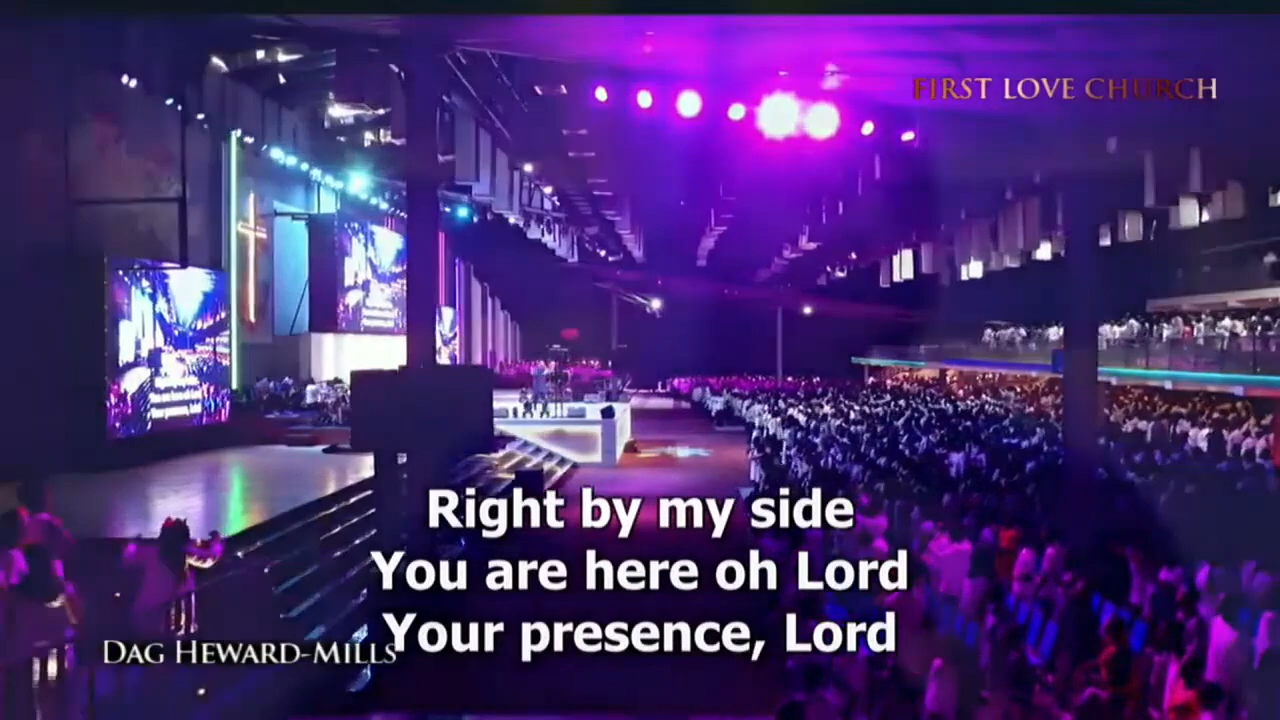 FIRST LOVE CHURCH
Right by my side
You are here oh Lord
Your presence, Lord
DAG HEWARD-MILLS